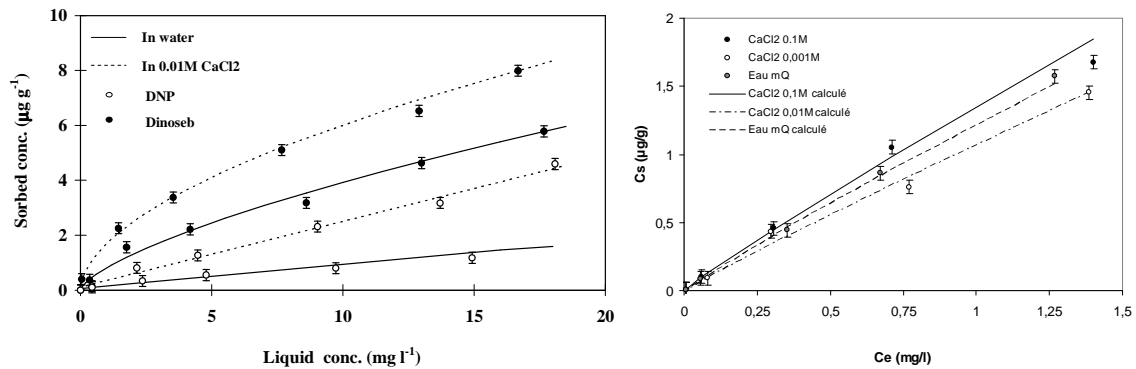 10
8
6
4
2
0
Sorbed conc. (µg g-1)
In water
In 0.01M CaCl2
DNP
Dinoseb
0
5
10
15
20
Liquid conc. (mg l-1)
2
1,5
1
0,5
0
Cs (µg/g)
CaCl2 0.1M
CaCl2 0,001M
Eau mQ
CaCl2 0,1M calculé
CaCl2 0,01M calculé
Eau mQ calculé
0
0,25
0,5
0,75
1
1,25
1,5
Ce (mg/l)